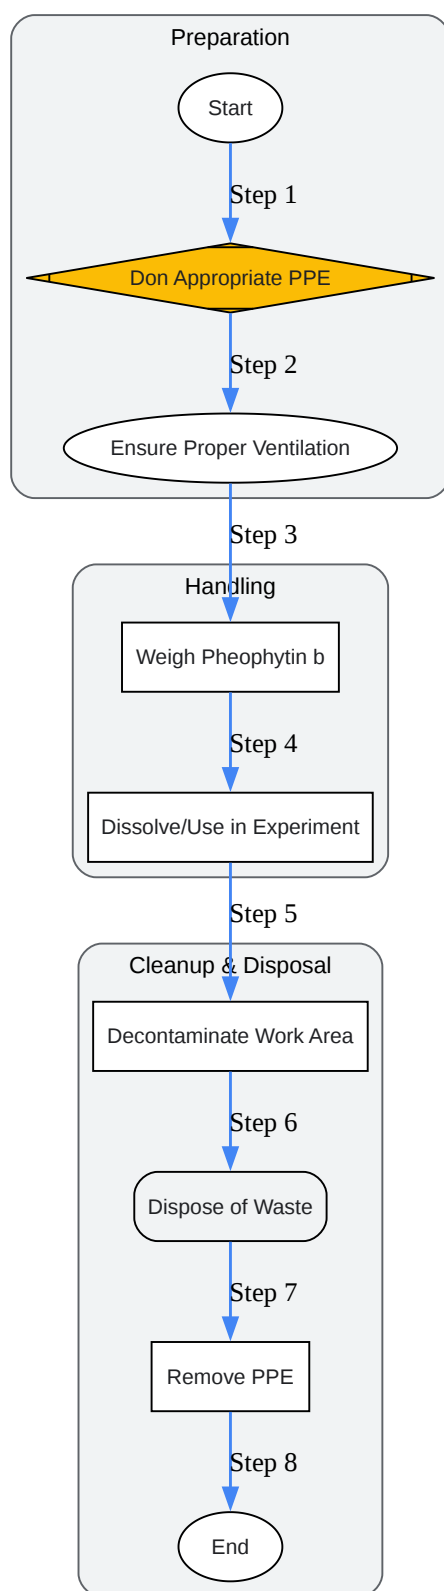 Preparation
Start
Step 1
Don Appropriate PPE
Step 2
Ensure Proper Ventilation
Step 3
Handling
Weigh Pheophytin b
Step 4
Dissolve/Use in Experiment
Step 5
Cleanup & Disposal
Decontaminate Work Area
Step 6
Dispose of Waste
Step 7
Remove PPE
Step 8
End